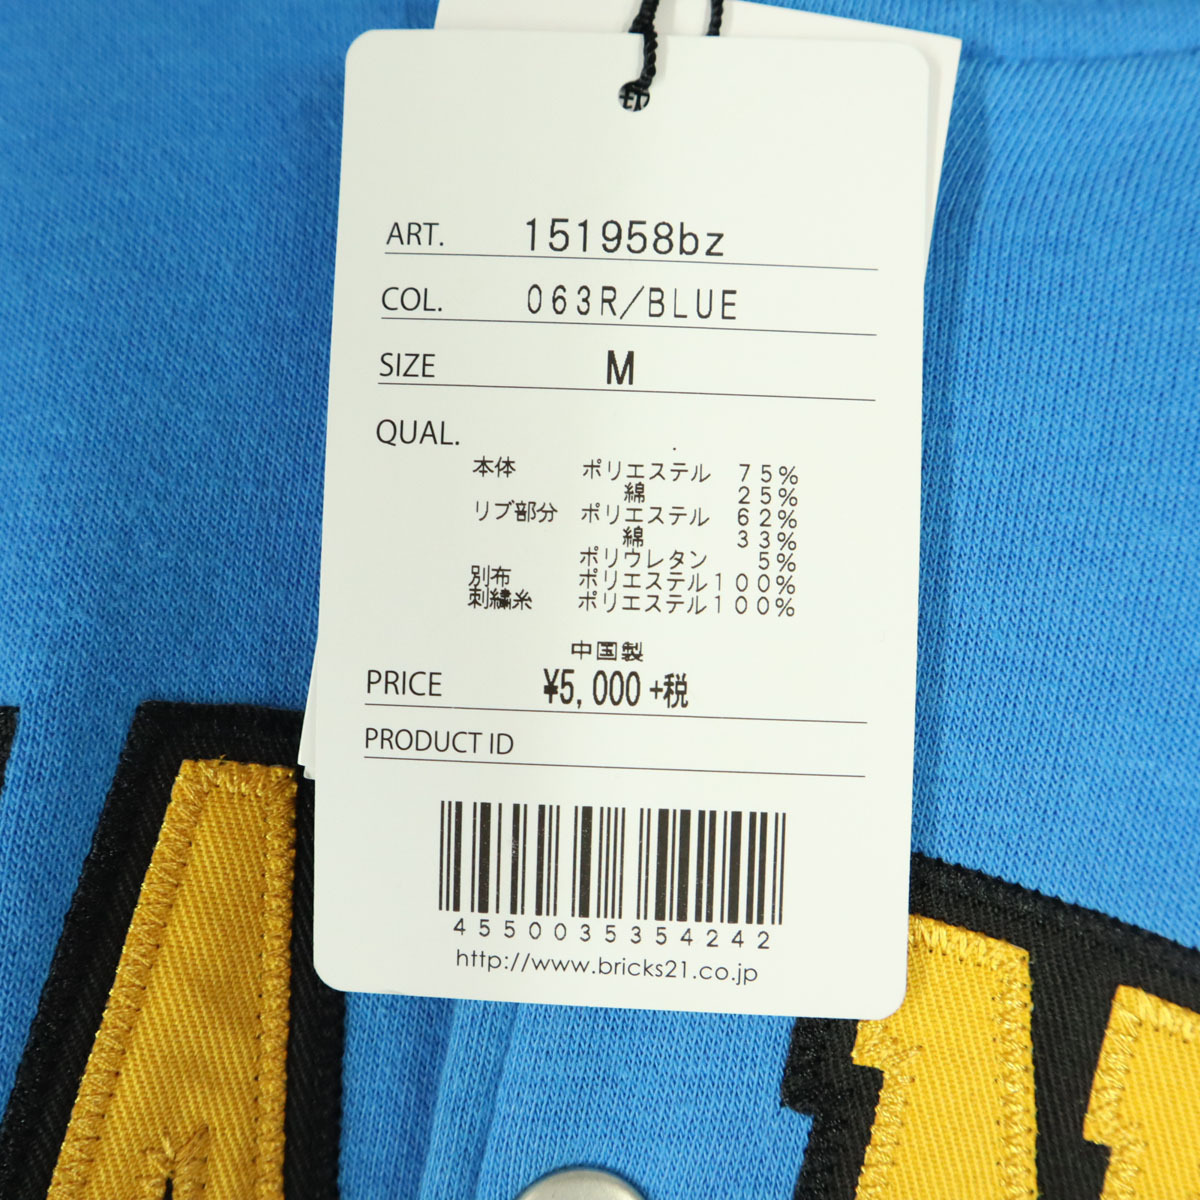 ART. 151958bz
COL. 063R/BLUE
SIZE M
QUAL.
本体 ポリエステル 75%
綿 25%
リブ部分 ポリエステル 62%
綿 33%
ポリウレタン 5%
別布 ポリエステル100%
刺繍糸 ポリエステル100%
中国製
PRICE ¥5,000+税
PRODUCT ID
4550035354242
http://www.bricks21.co.jp